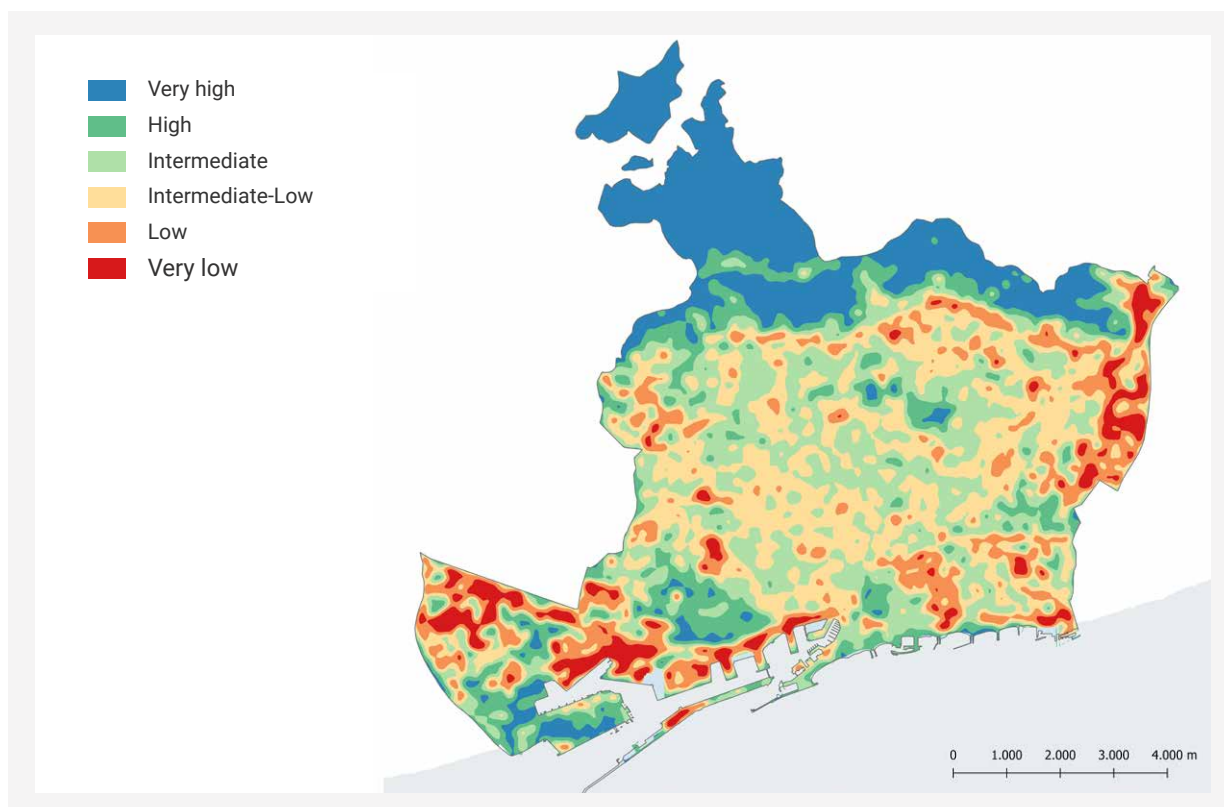 Very high
High
Intermediate
Intermediate-Low
Low
Very low
0 1.000 2.000 3.000 4.000 m